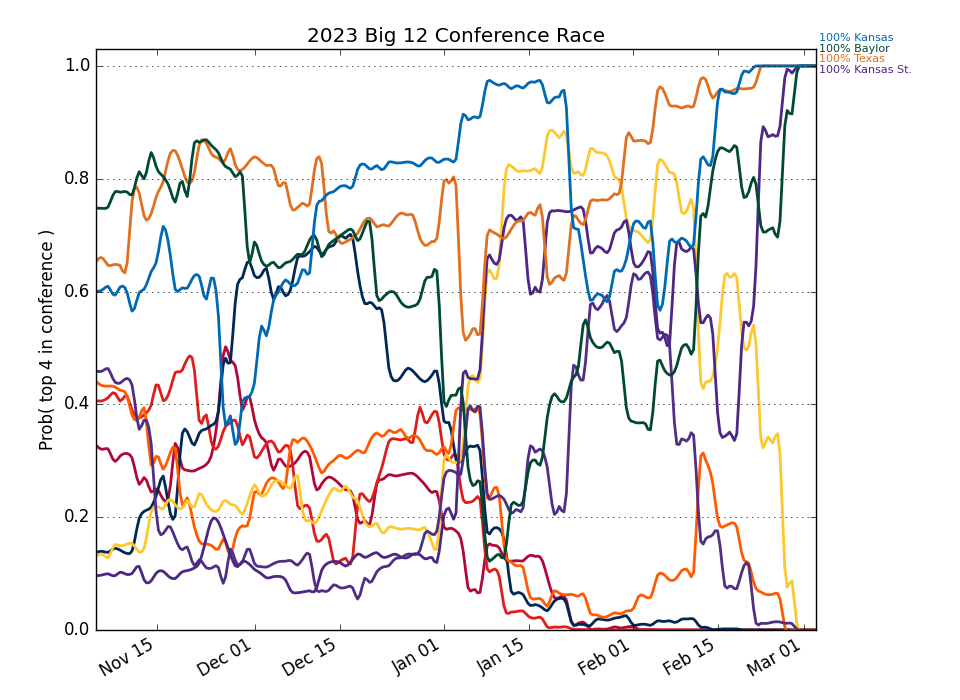 2023 Big 12 Conference Race
100% Kansas
100% Baylor
100% Texas
100% Kansas St.
Prob( top 4 in conference )
1.0
0.8
0.6
0.4
0.2
0.0
Nov 15
Dec 01
Dec 15
Jan 01
Jan 15
Feb 01
Feb 15
Mar 01